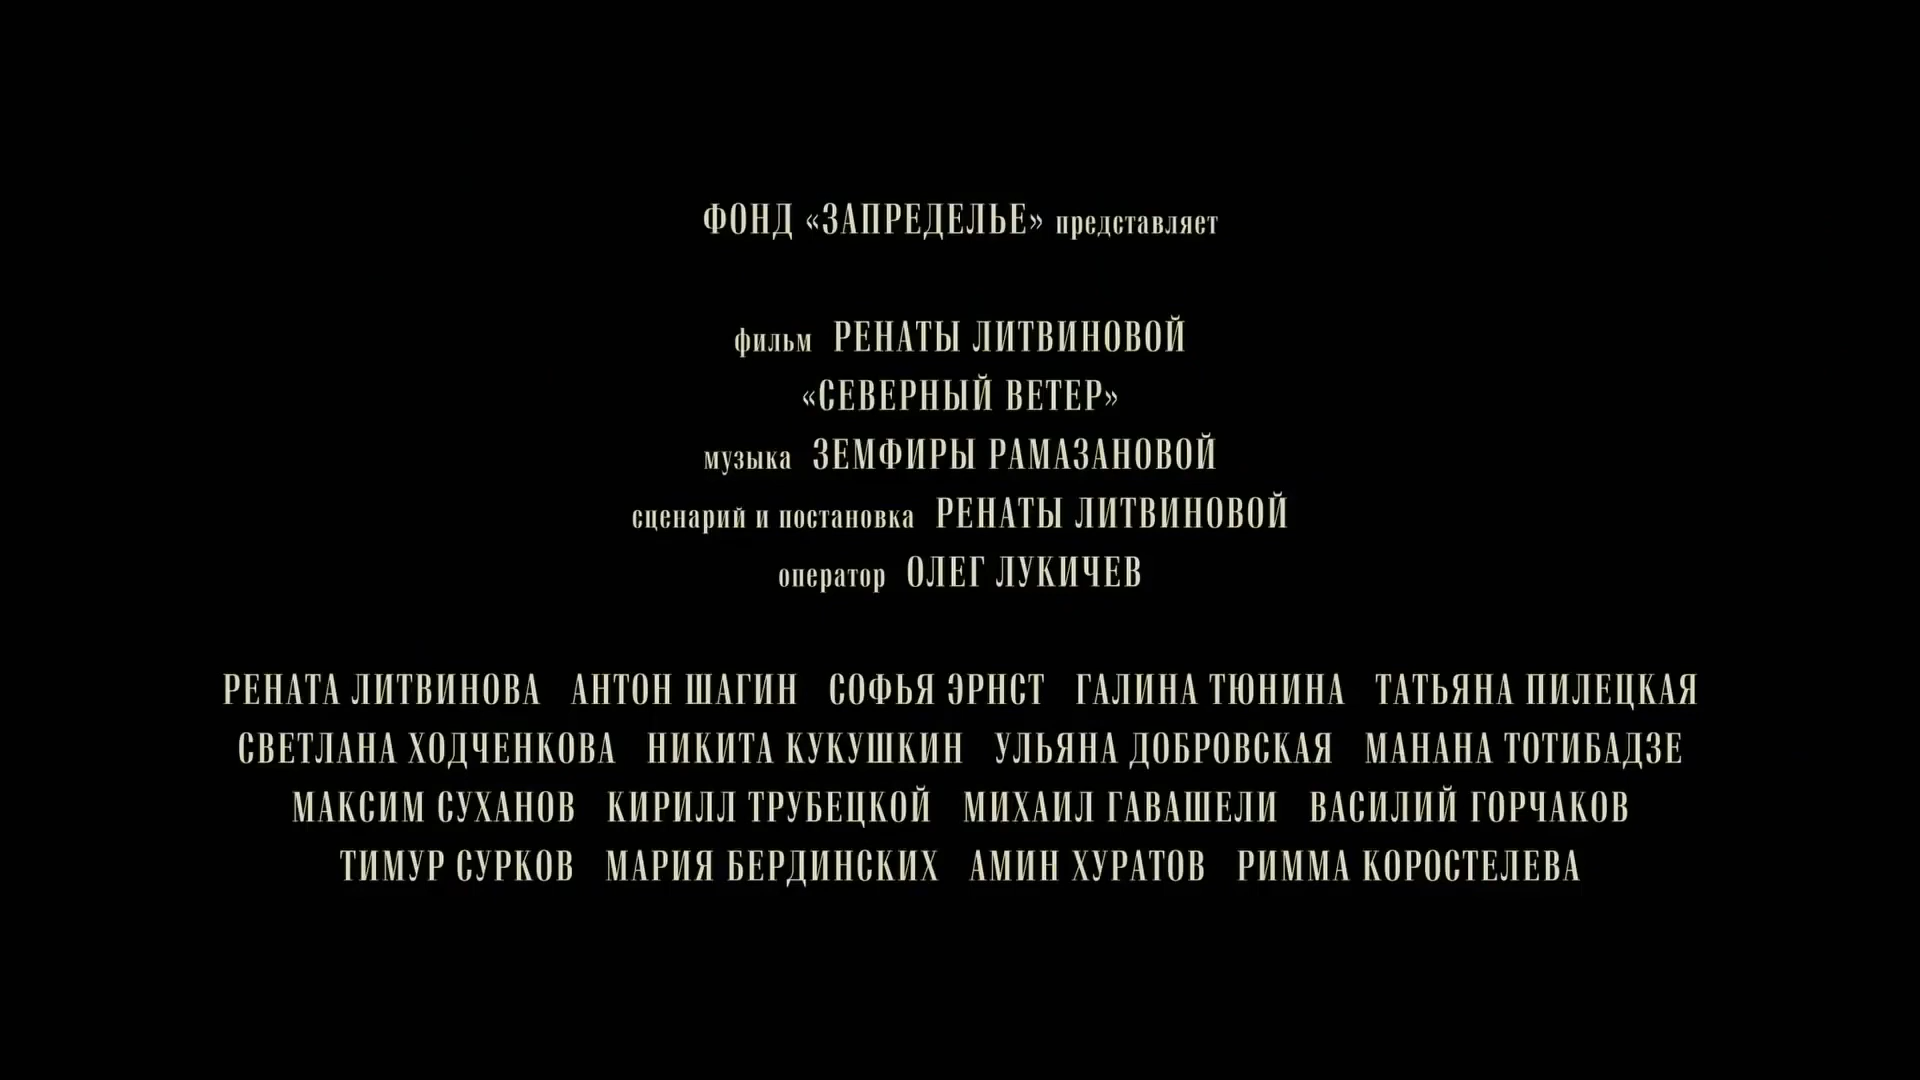 ФОНД «ЗАПРЕДЕЛЬЕ» представляет
фильм РЕНАТЫ ЛИТВИНОВОЙ
«СЕВЕРНЫЙ ВЕТЕР»
музыка ЗЕМФИРЫ РАМАЗАНОВОЙ
сценарий и постановка РЕНАТЫ ЛИТВИНОВОЙ
оператор ОЛЕГ ЛУКИЧЕВ
РЕНАТА ЛИТВИНОВА АНТОН ШАГИН СОФЬЯ ЭРНСТ ГАЛИНА ТЮНИНА ТАТЬЯНА ПИЛЕЦКАЯ
СВЕТЛАНА ХОДЧЕНКОВА НИКИТА КУКУШКИН УЛЬЯНА ДОБРОВСКАЯ МАНАНА ТОТИБАДЗЕ
МАКСИМ СУХАНОВ КИРИЛЛ ТРУБЕЦКОЙ МИХАИЛ ГАВАШЕЛИ ВАСИЛИЙ ГОРЧАКОВ
ТИМУР СУРКОВ МАРИЯ БЕРДИНСКИХ АМИН ХУРАТОВ РИММА КОРОСТЕЛЕВА